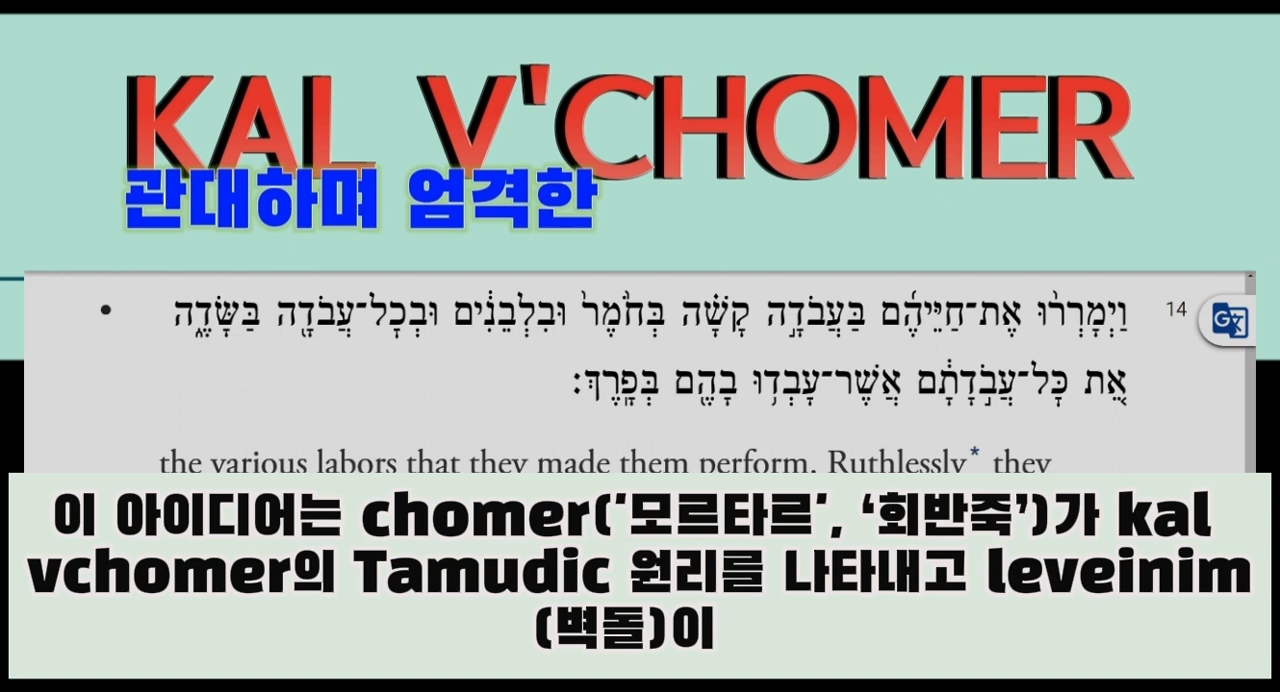 KAL V'CHOMER
관대하며 엄격한
14 וַיְמָרְר֨וּ אֶת־חַיֵּיהֶ֜ם בַּעֲבֹדָ֣ה קָשָׁ֗ה בְּחֹ֙מֶר֙ וּבִלְבֵנִ֔ים וּבְכׇל־עֲבֹדָ֖ה בַּשָּׂדֶ֑ה
אֵ֚ת כׇּל־עֲבֹ֣דָתָ֔ם אֲשֶׁר־עָבְד֥וּ בָהֶ֖ם בְּפָֽרֶךְ׃
the various labors that they made them perform. Ruthlessly* they
이 아이디어는 chomer('모르타르', ‘회반죽’)가 kal
vchomer의 Tamudic 원리를 나타내고 leveinim
(벽돌)이